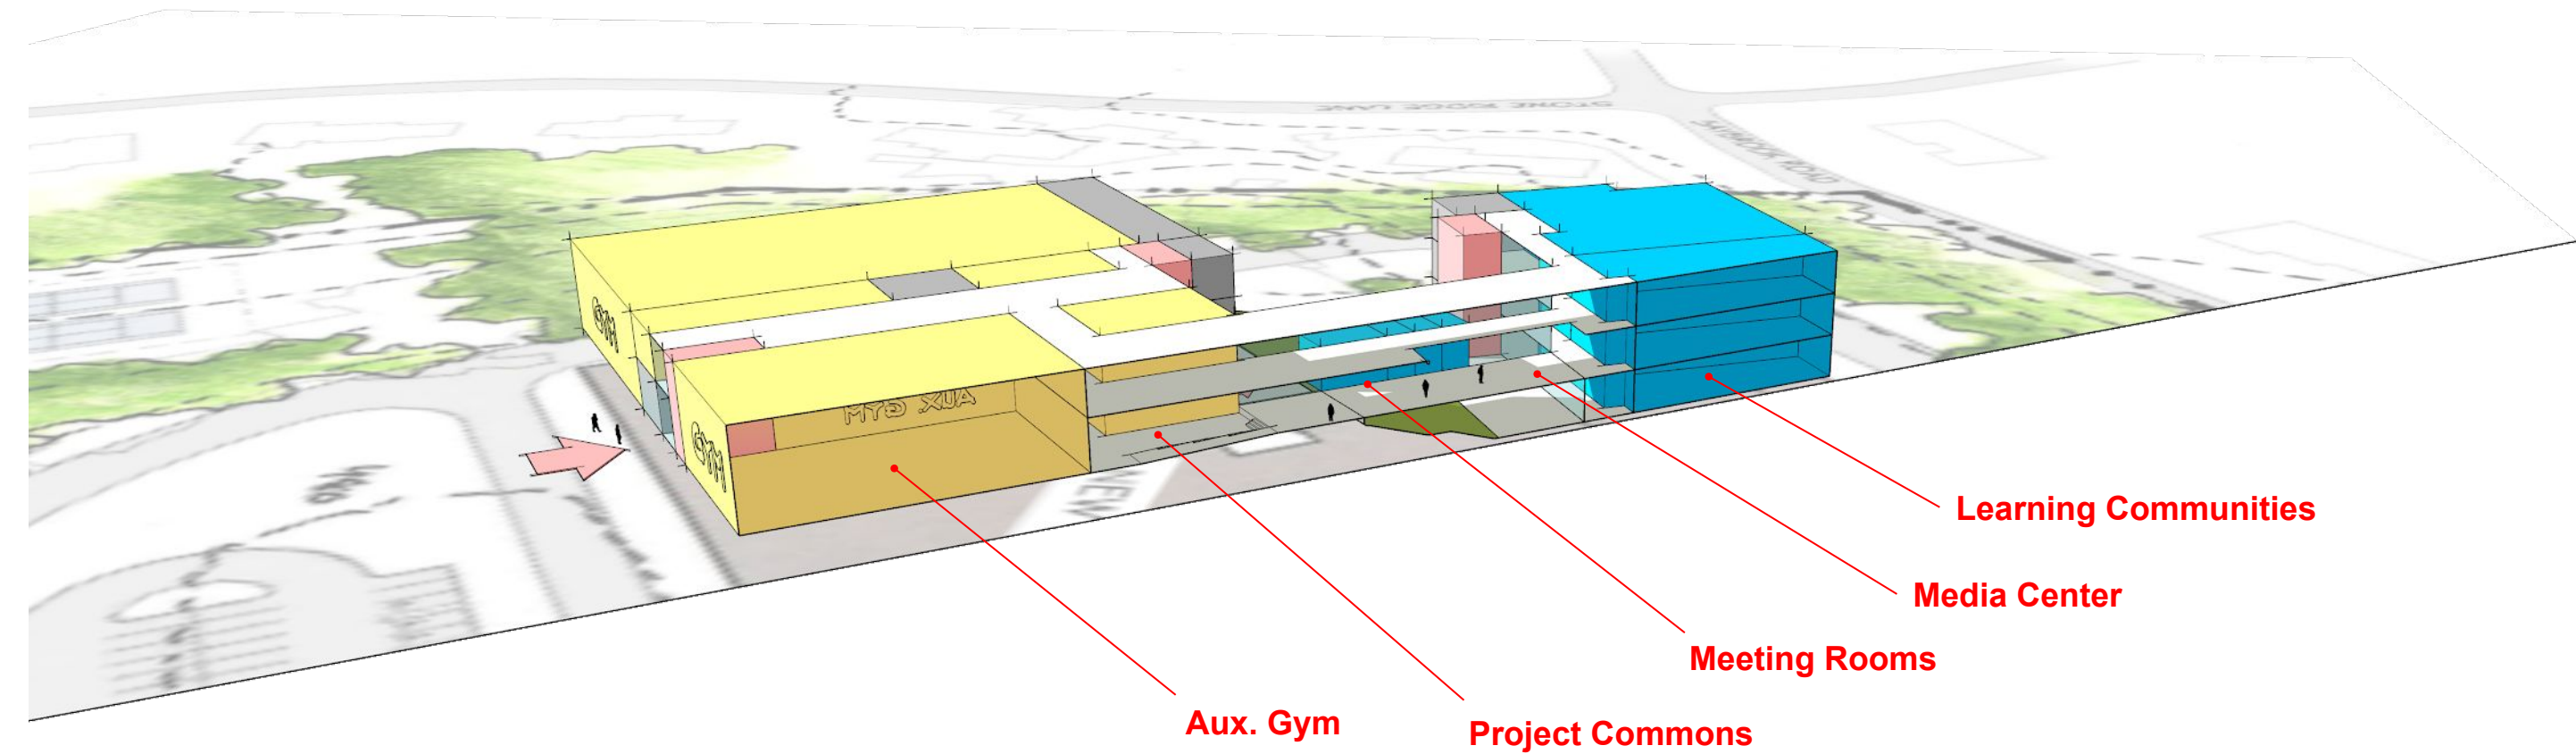 STONE RIDGE LANE
GYM
AUX. GYM
GYM
Learning Communities
Media Center
Meeting Rooms
Aux. Gym
Project Commons